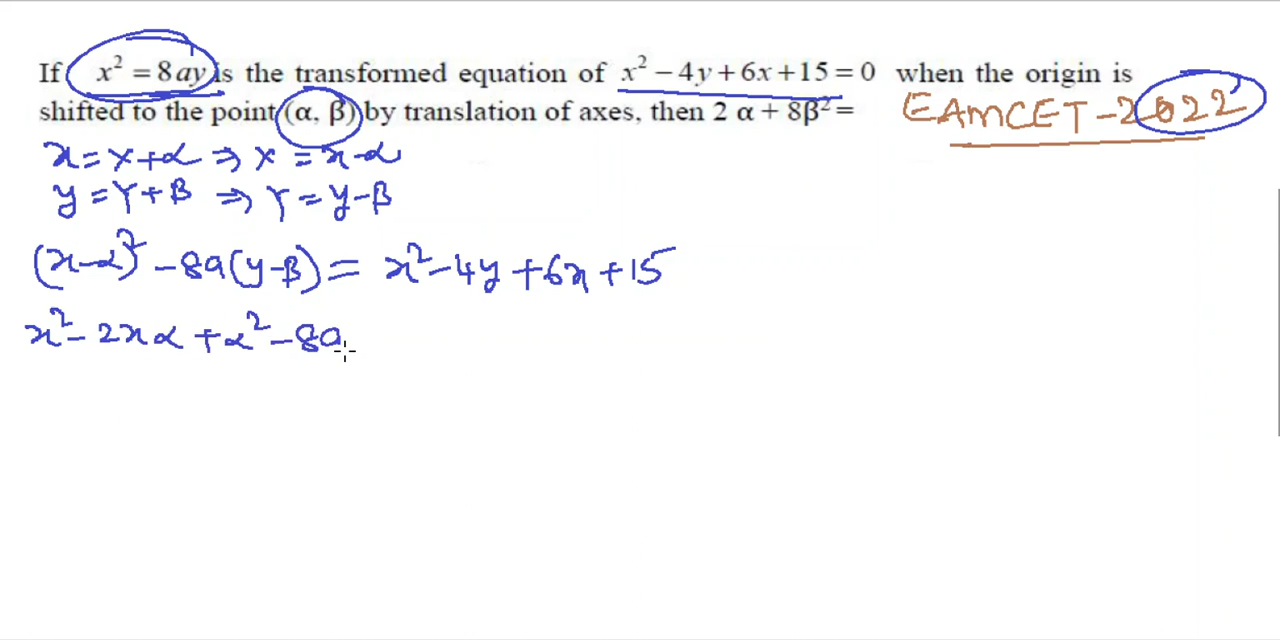 If x² = 8ay is the transformed equation of x² − 4y + 6x + 15 = 0 when the origin is
shifted to the point (α, β) by translation of axes, then 2 α + 8β² =
EAMCET-2022
x = X+α ⇒ X = x-α
y = Y+β ⇒ Y = y-β
(x-α)² - 8a(y-β) = x² - 4y + 6x + 15
x² - 2xα + α² - 8a